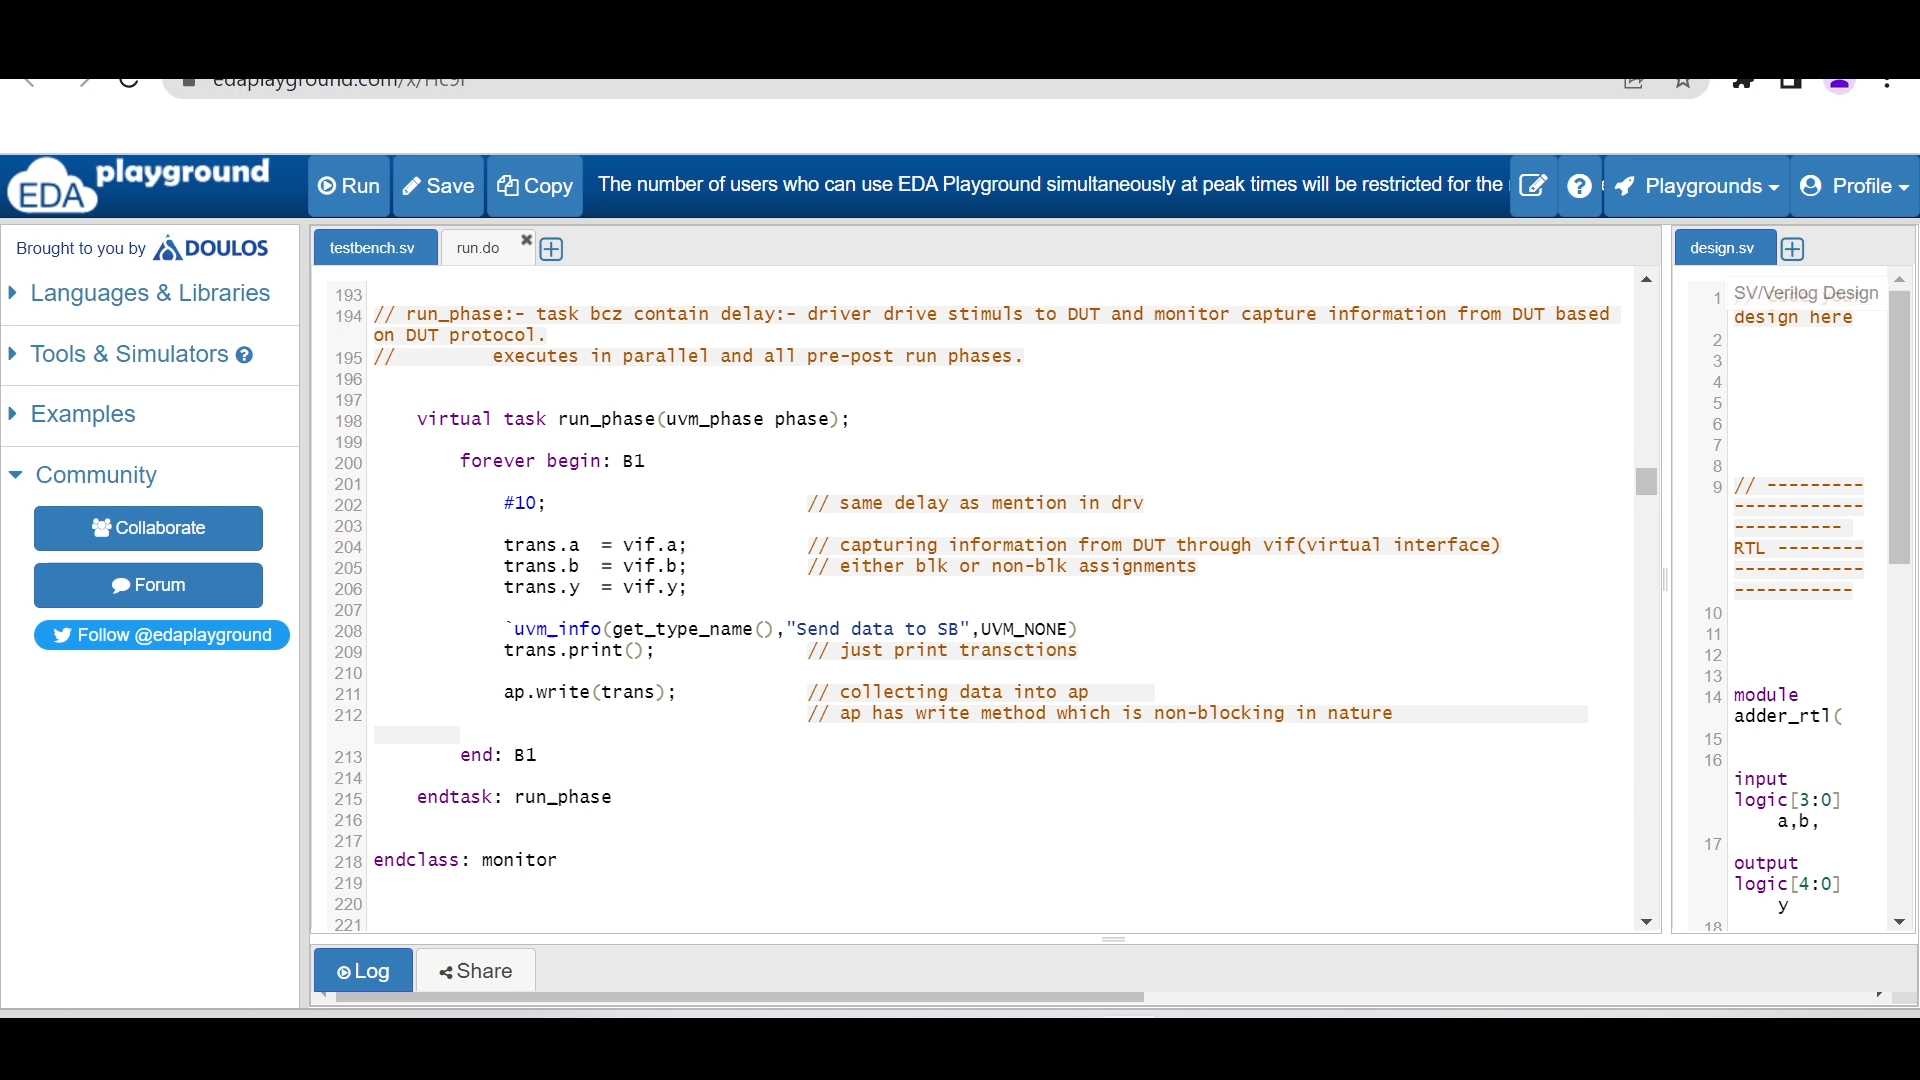 EDA playground
Run
Save
Copy
The number of users who can use EDA Playground simultaneously at peak times will be restricted for the
Playgrounds
Profile
Brought to you by DOULOS
Languages & Libraries
Tools & Simulators
Examples
Community
Collaborate
Forum
Follow @edaplayground
testbench.sv
run.do
193
194 // run_phase:- task bcz contain delay:- driver drive stimuls to DUT and monitor capture information from DUT based
on DUT protocol.
195 // executes in parallel and all pre-post run phases.
196
197
198 virtual task run_phase(uvm_phase phase);
199
200 forever begin: B1
201
202 #10; // same delay as mention in drv
203
204 trans.a = vif.a; // capturing information from DUT through vif(virtual interface)
205 trans.b = vif.b; // either blk or non-blk assignments
206 trans.y = vif.y;
207
208 `uvm_info(get_type_name(),"Send data to SB",UVM_NONE)
209 trans.print(); // just print transctions
210
211 ap.write(trans); // collecting data into ap
212 // ap has write method which is non-blocking in nature
213 end: B1
214
215 endtask: run_phase
216
217
218 endclass: monitor
219
220
221
Log
Share
design.sv
SV/Verilog Design
1
design here
2
3
4
5
6
7
8
9 // ---------
------------
----------
RTL --------
------------
-----------
10
11
12
13
14 module
adder_rtl(
15
16
input
logic[3:0]
a,b,
17
output
logic[4:0]
y
18